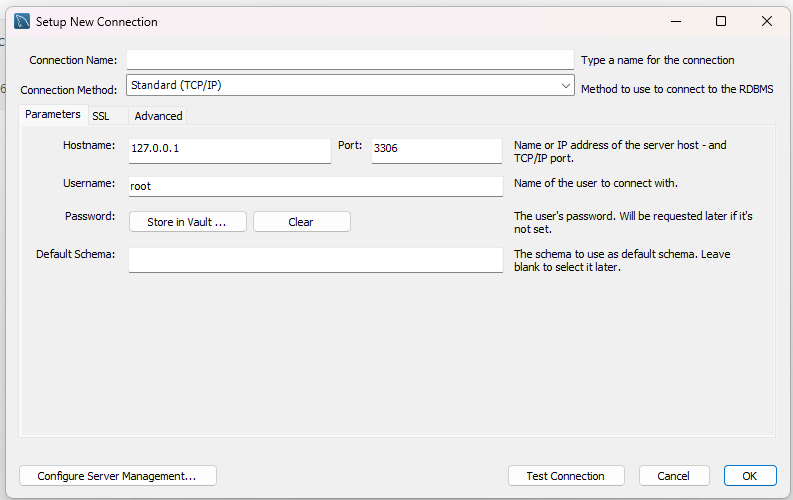 Setup New Connection
Connection Name:
Type a name for the connection
Connection Method:
Standard (TCP/IP)
Method to use to connect to the RDBMS
Parameters
SSL
Advanced
Hostname:
127.0.0.1
Port:
3306
Name or IP address of the server host - and
TCP/IP port.
Username:
root
Name of the user to connect with.
Password:
Store in Vault ...
Clear
The user's password. Will be requested later if it's
not set.
Default Schema:
The schema to use as default schema. Leave
blank to select it later.
Configure Server Management...
Test Connection
Cancel
OK